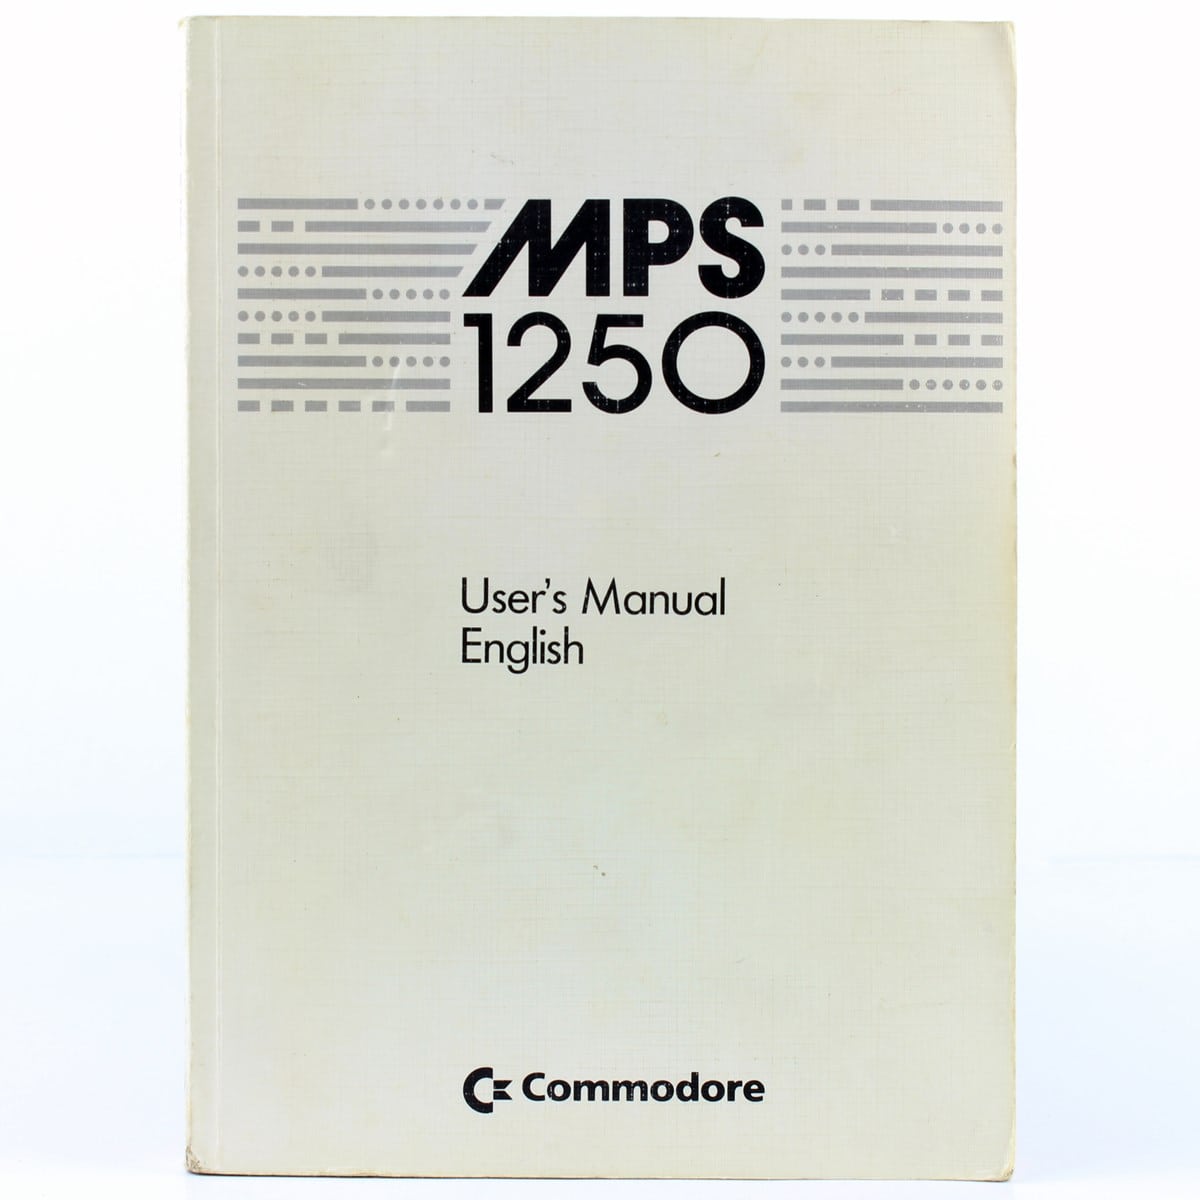 MPS
1250
User's Manual
English
Commodore